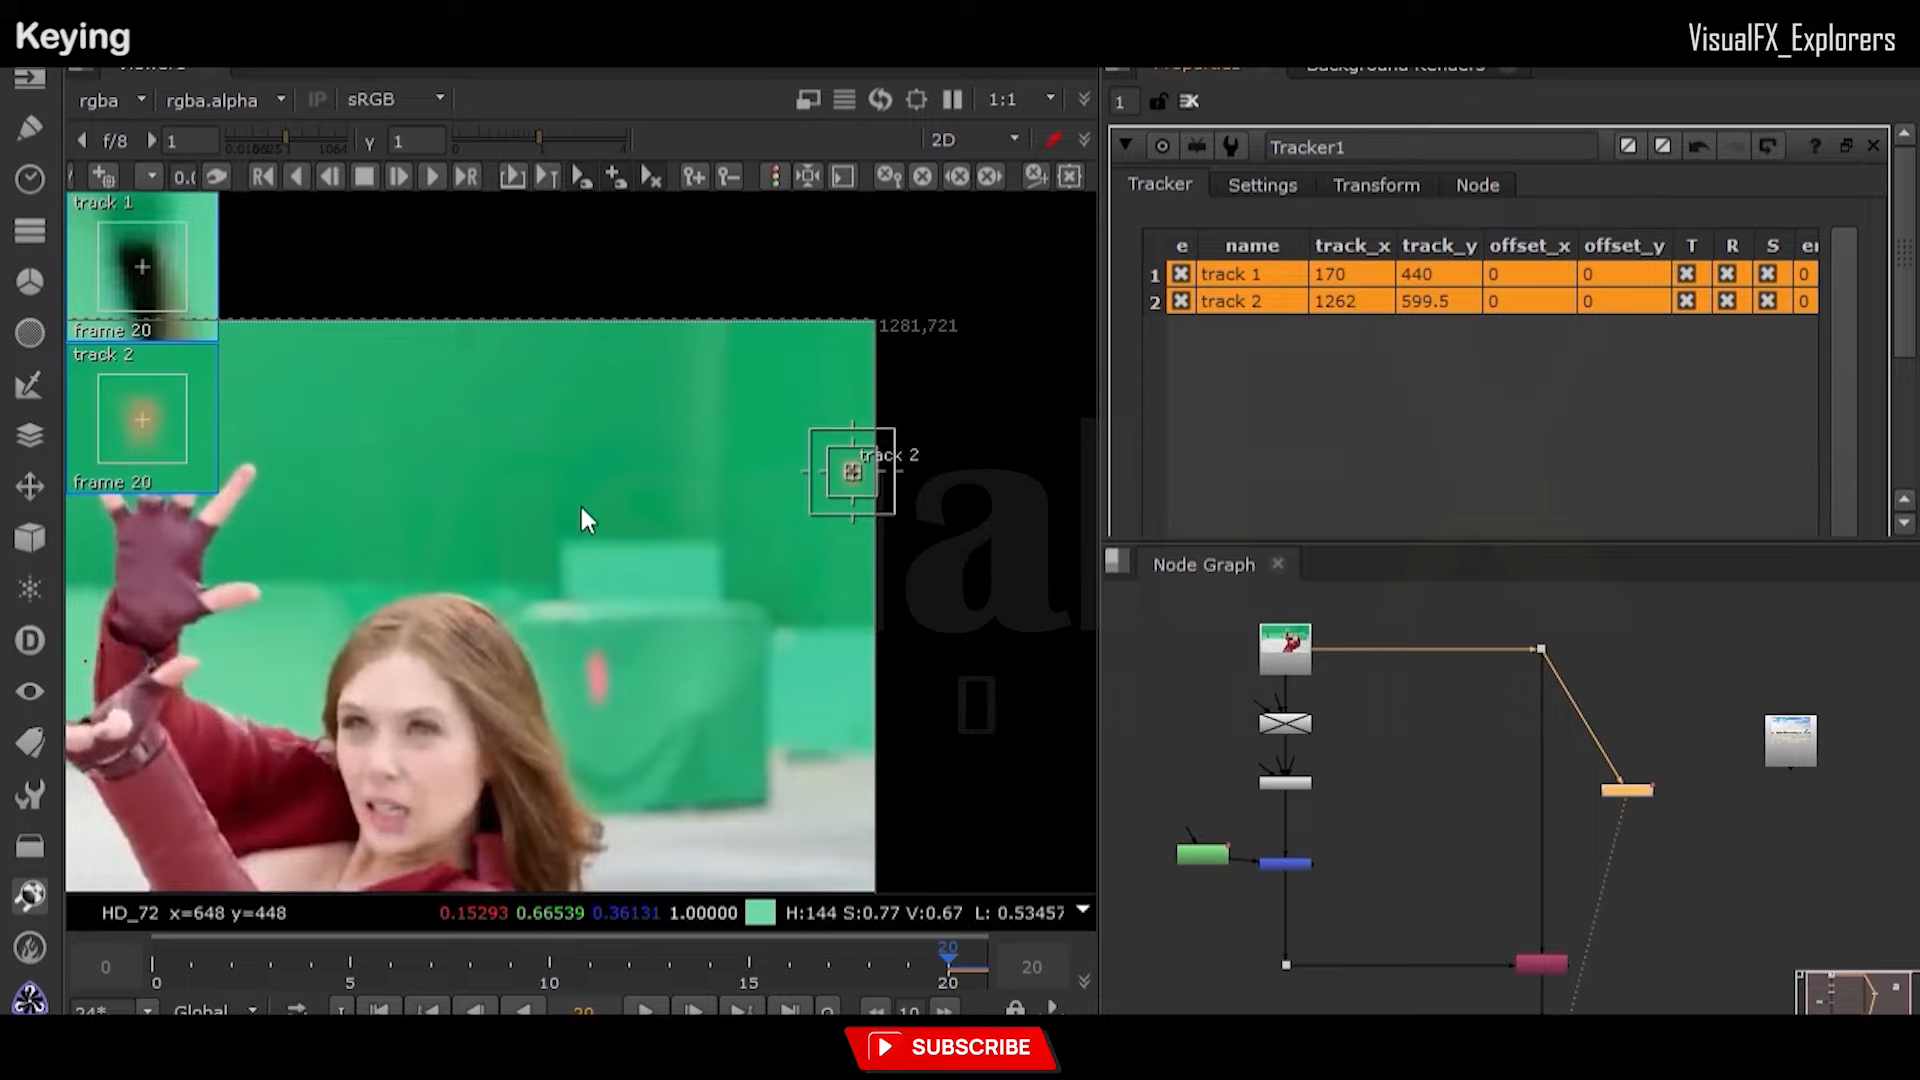 Keying
VisualFX_Explorers
rgba
rgba.alpha
IP
sRGB
1:1
f/8
1
y
1
2D
track 1
frame 20
track 2
frame 20
1281,721
track 2
HD_72 x=648 y=448
0.15293 0.66539 0.36131 1.00000
H:144 S:0.77 V:0.67 L: 0.53457
0
0 5 10 15 20
20
20
Global
20
10
1
Tracker1
Tracker Settings Transform Node
e name track_x track_y offset_x offset_y T R S
1 track 1 170 440 0 0 0
2 track 2 1262 599.5 0 0 0
Node Graph
SUBSCRIBE